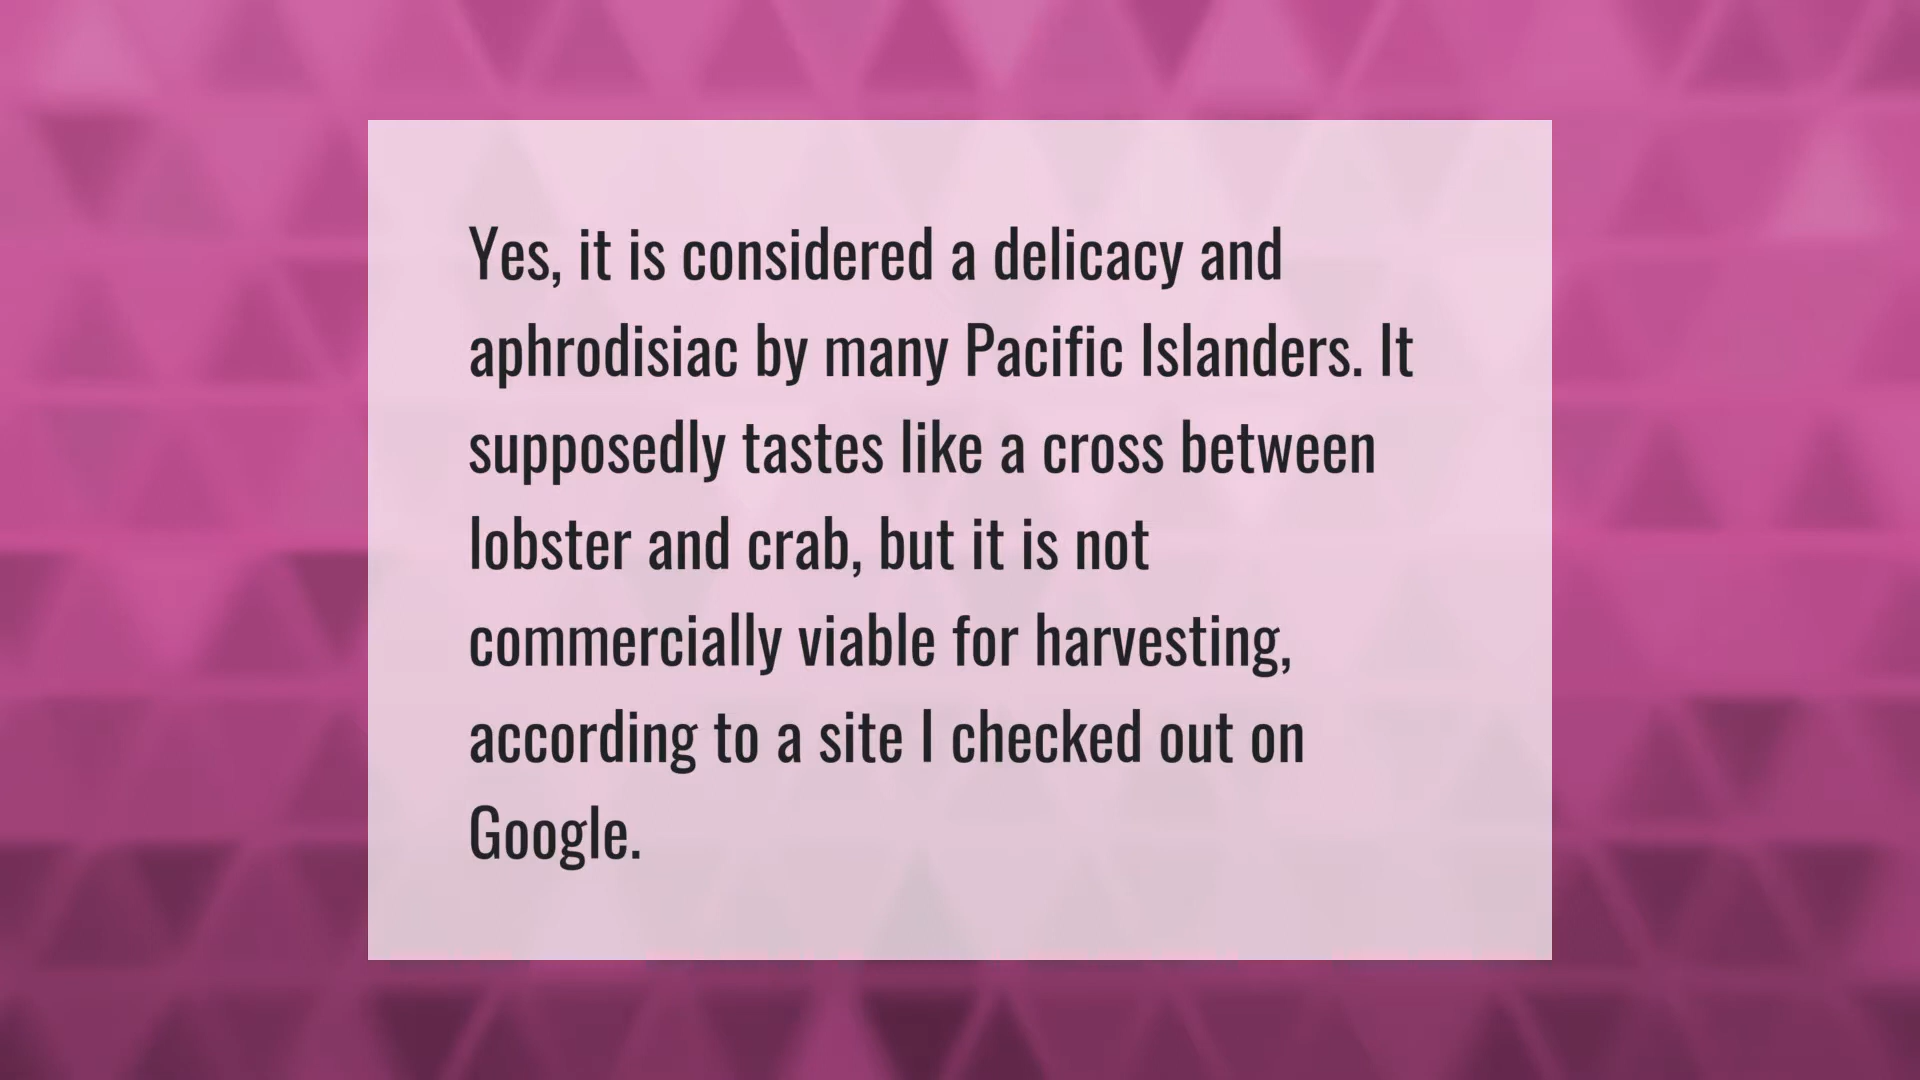 Yes, it is considered a delicacy and
aphrodisiac by many Pacific Islanders. It
supposedly tastes like a cross between
lobster and crab, but it is not
commercially viable for harvesting,
according to a site I checked out on
Google.